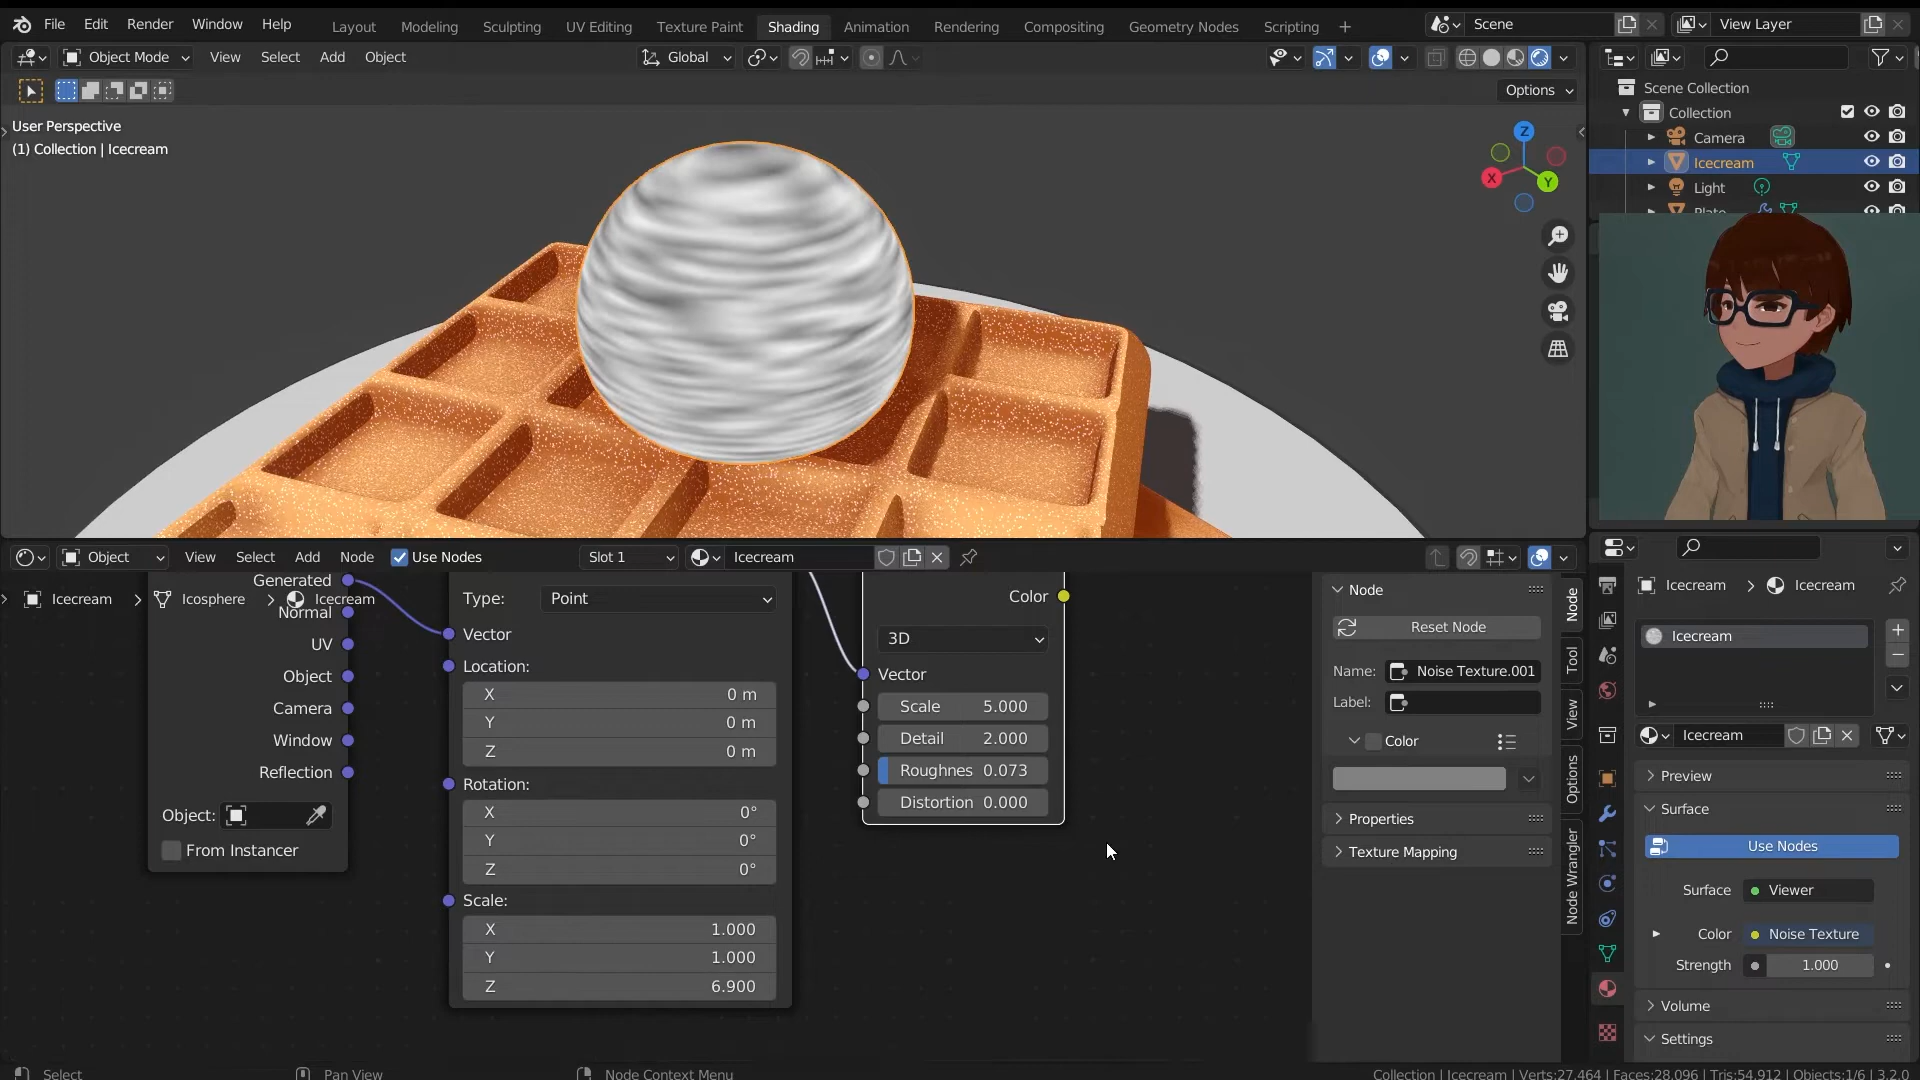 File Edit Render Window Help Layout Modeling Sculpting UV Editing Texture Paint Shading Animation Rendering Compositing Geometry Nodes Scripting + Scene View Layer
Object Mode View Select Add Object Global
Options
User Perspective
(1) Collection | Icecream
Z
X
Y
Scene Collection
Collection
Camera
Icecream
Light
Plate
Object View Select Add Node Use Nodes Slot 1 Icecream
Icecream > Icosphere > Icecream
Generated
Normal
UV
Object
Camera
Window
Reflection
Object:
From Instancer
Type: Point
Vector
Location:
X 0 m
Y 0 m
Z 0 m
Rotation:
X 0°
Y 0°
Z 0°
Scale:
X 1.000
Y 1.000
Z 6.900
Color
3D
Vector
Scale 5.000
Detail 2.000
Roughnes 0.073
Distortion 0.000
Node
Reset Node
Name: Noise Texture.001
Label:
Color
Properties
Texture Mapping
Node
Tool
View
Options
Node Wrangler
Icecream > Icecream
Icecream
Icecream
Preview
Surface
Use Nodes
Surface Viewer
Color Noise Texture
Strength 1.000
Volume
Settings
Select Pan View Node Context Menu Collection | Icecream | Verts:27,464 | Faces:28,096 | Tris:54,912 | Objects:1/6 | 3.2.0